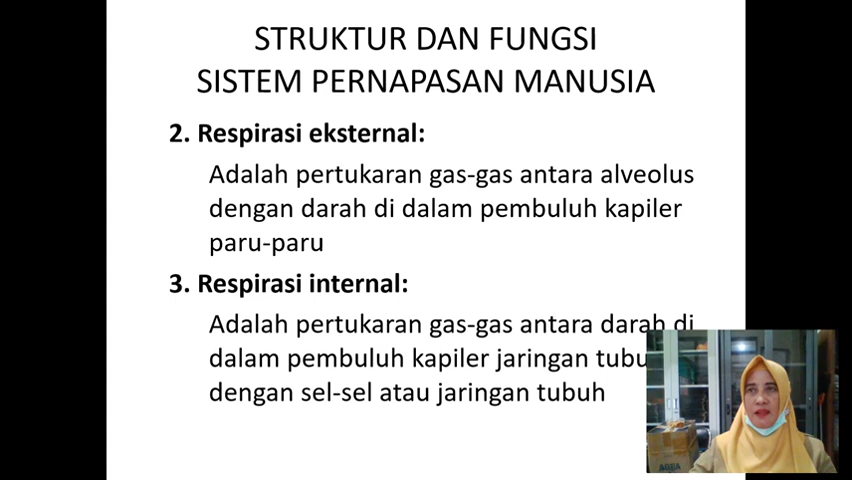 STRUKTUR DAN FUNGSI
SISTEM PERNAPASAN MANUSIA
2. Respirasi eksternal:
Adalah pertukaran gas-gas antara alveolus
dengan darah di dalam pembuluh kapiler
paru-paru
3. Respirasi internal:
Adalah pertukaran gas-gas antara darah di
dalam pembuluh kapiler jaringan
dengan sel-sel atau jaringan tubuh